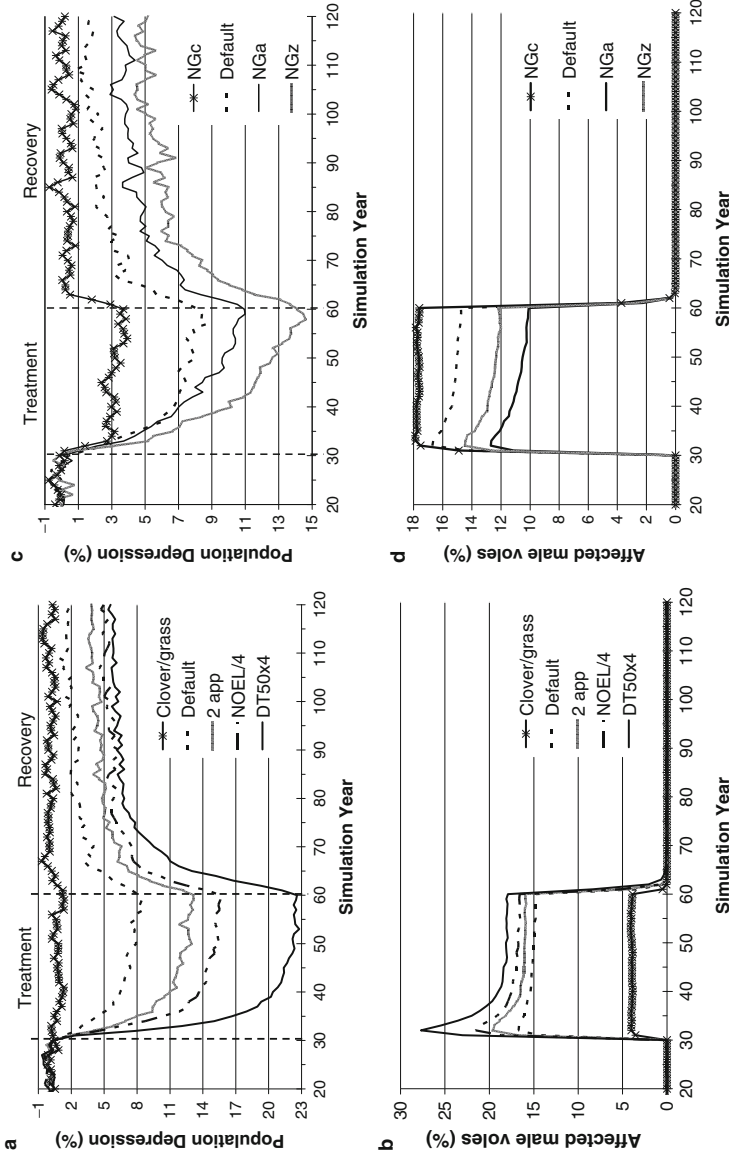 a
Treatment
Recovery
Population Depression (%)
−1
2
5
8
11
14
17
20
23
20
30
40
50
60
70
80
90
100
110
120
Simulation Year
Clover/grass
Default
2 app
NOEL/4
DT50x4
b
Affected male voles (%)
30
25
20
15
10
5
0
20
30
40
50
60
70
80
90
100
110
120
Simulation Year
Clover/grass
Default
2 app
NOEL/4
DT50x4
c
Treatment
Recovery
Population Depression (%)
−1
1
3
5
7
9
11
13
15
20
30
40
50
60
70
80
90
100
110
120
Simulation Year
NGc
Default
NGa
NGz
d
Affected male voles (%)
18
16
14
12
10
8
6
4
2
0
20
30
40
50
60
70
80
90
100
110
120
Simulation Year
NGc
Default
NGa
NGz